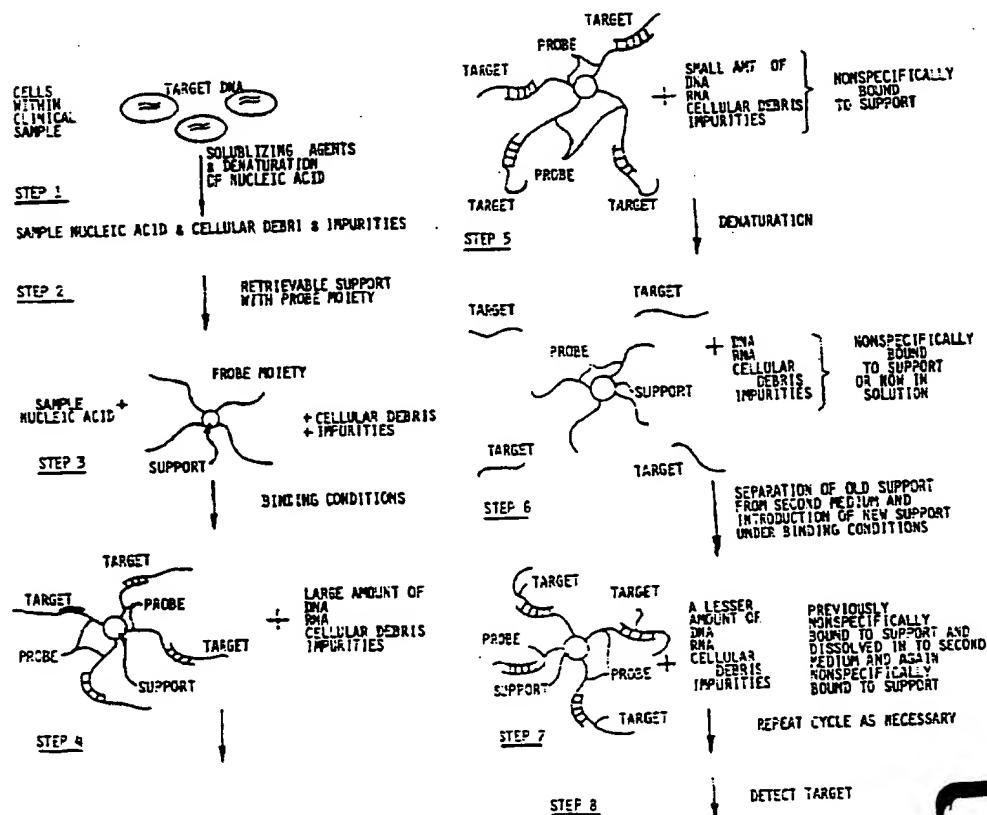 CELLS
WITHIN
CLINICAL
SAMPLE
TARGET DNA
SOLUBLIZING AGENTS
& DENATURATION
OF NUCLEIC ACID
STEP 1
SAMPLE NUCLEIC ACID & CELLULAR DEBRI & IMPURITIES
STEP 2
RETRIEVABLE SUPPORT
WITH PROBE MOIETY
PROBE MOIETY
SAMPLE +
NUCLEIC ACID
+ CELLULAR DEBRIS
+ IMPURITIES
SUPPORT
STEP 3
BINDING CONDITIONS
TARGET
TARGET
PROBE
PROBE
TARGET
SUPPORT
+
LARGE AMOUNT OF
DNA
RNA
CELLULAR DEBRIS
IMPURITIES
STEP 4
TARGET
PROBE
TARGET
PROBE
TARGET
TARGET
+
SMALL AMT OF
DNA
RNA
CELLULAR DEBRIS
IMPURITIES
NONSPECIFICALLY
BOUND
TO SUPPORT
STEP 5
DENATURATION
TARGET
TARGET
PROBE
SUPPORT
TARGET
TARGET
+ DNA
RNA
CELLULAR
DEBRIS
IMPURITIES
NONSPECIFICALLY
BOUND
TO SUPPORT
OR NOW IN
SOLUTION
STEP 6
SEPARATION OF OLD SUPPORT
FROM SECOND MEDIUM AND
INTRODUCTION OF NEW SUPPORT
UNDER BINDING CONDITIONS
TARGET
TARGET
PROBE
SUPPORT
PROBE
TARGET
+
A LESSER
AMOUNT OF
DNA
RNA
CELLULAR
DEBRIS
IMPURITIES
PREVIOUSLY
NONSPECIFICALLY
BOUND TO SUPPORT AND
DISSOLVED IN TO SECOND
MEDIUM AND AGAIN
NONSPECIFICALLY
BOUND TO SUPPORT
STEP 7
REPEAT CYCLE AS NECESSARY
STEP 8
DETECT TARGET